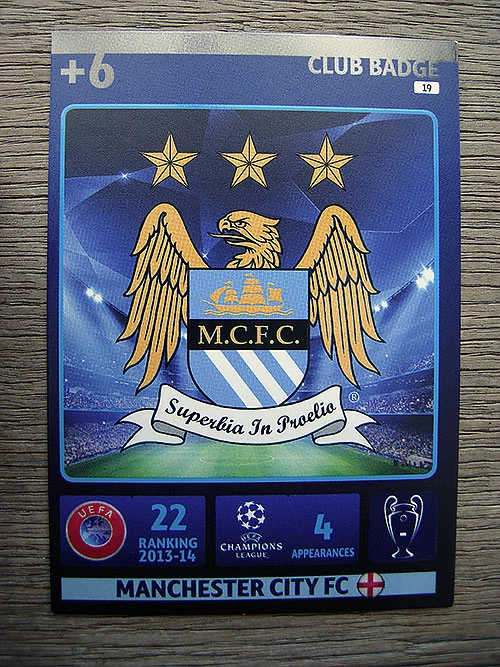 +6
CLUB BADGE
19
M.C.F.C.
®
Superbia In Proelio
UEFA
22
RANKING
2013-14
UEFA
CHAMPIONS
LEAGUE
4
APPEARANCES
MANCHESTER CITY FC